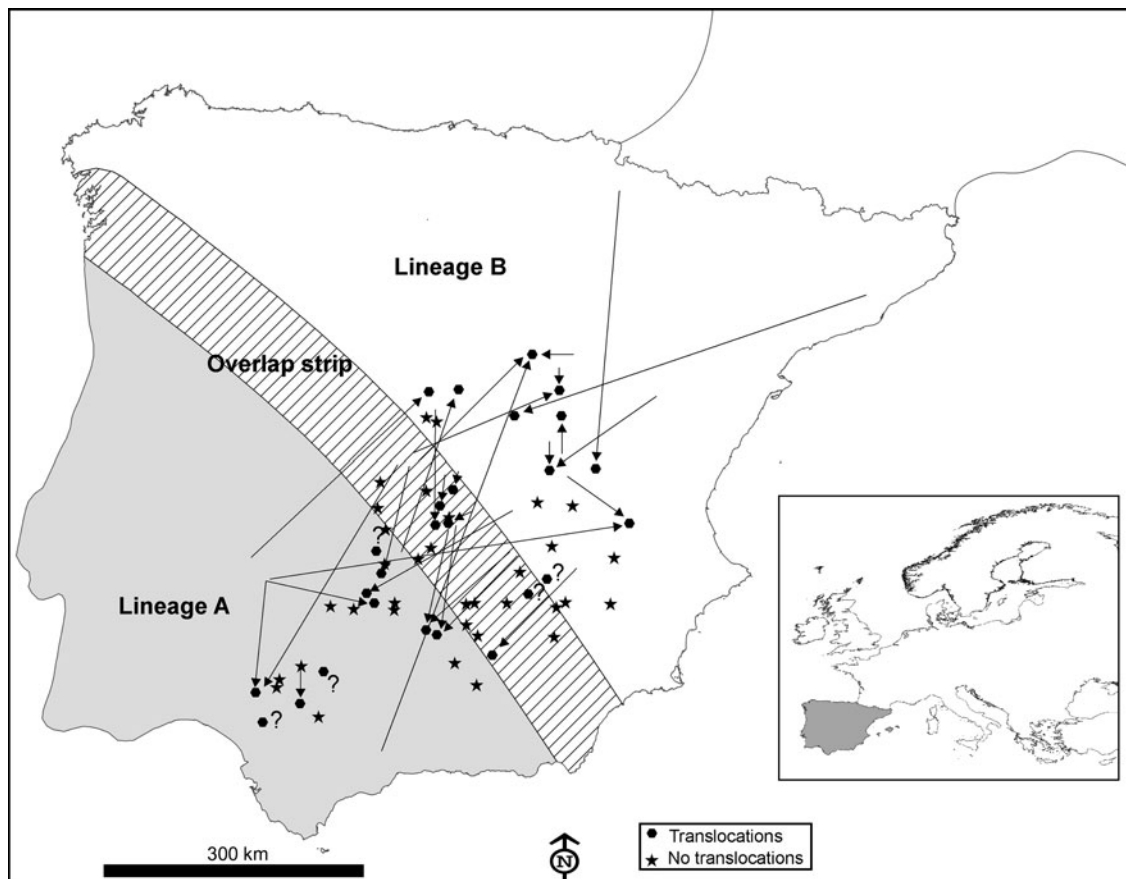 Lineage B
Overlap strip
?
Lineage A
?
?
?
?
300 km
N
Translocations
No translocations